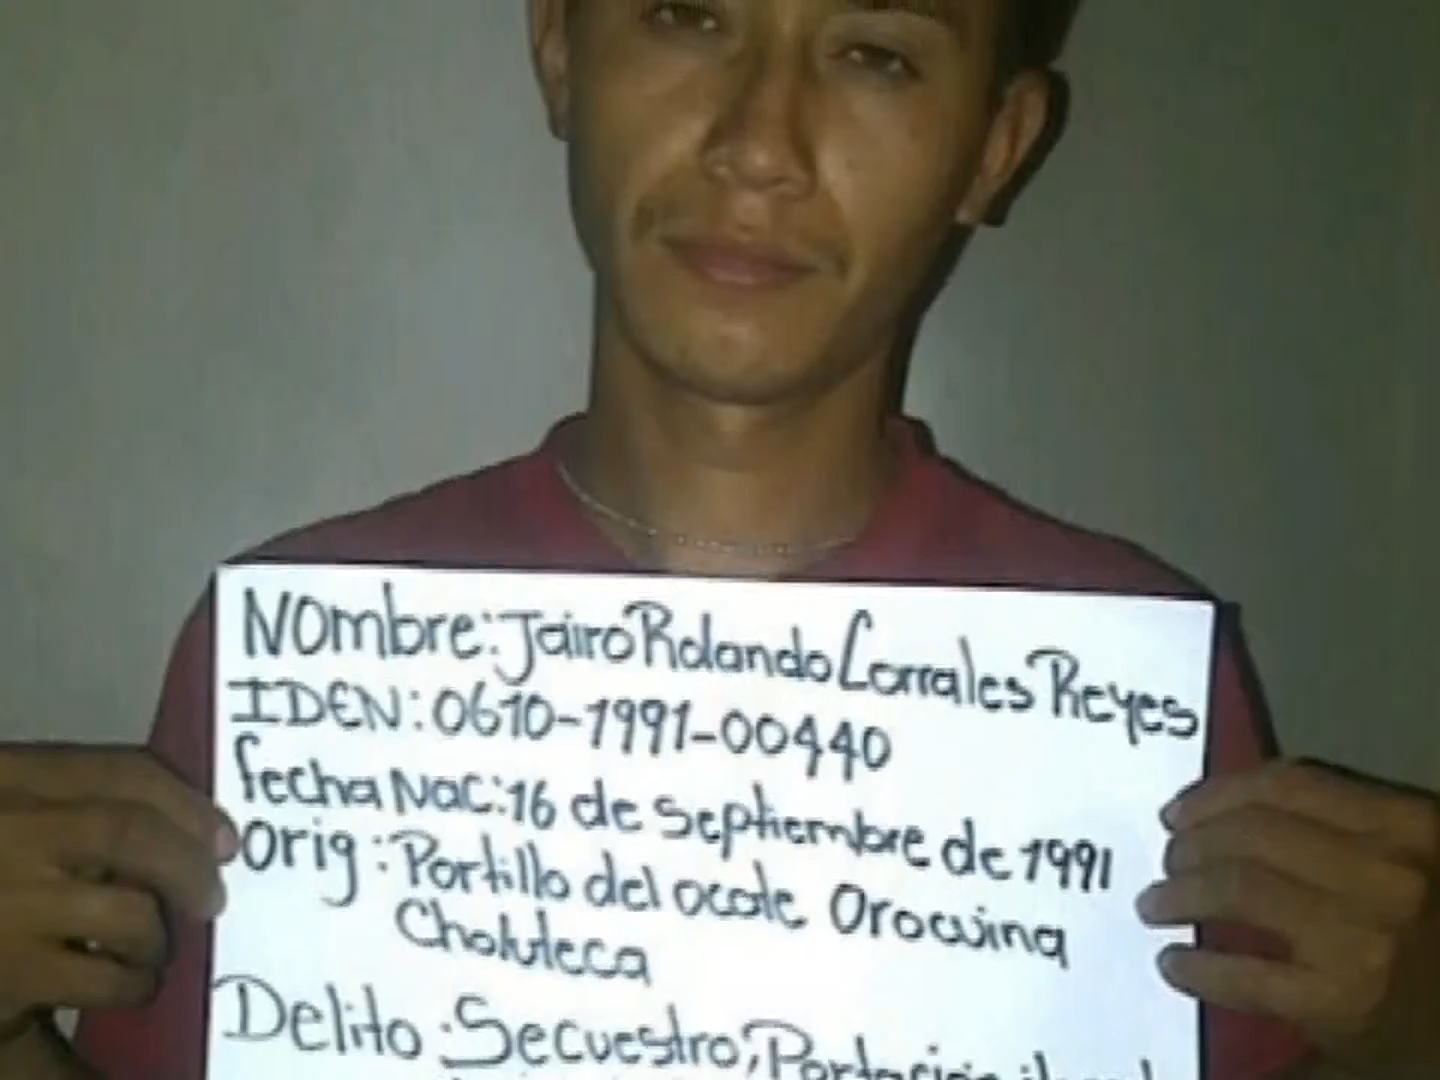 Nombre: Jairo Rolando Corrales Reyes
IDEN: 0610-1991-00440
fecha Nac: 16 de septiembre de 1991
Orig: Portillo del ocote Orocuina
Choluteca
Delito: Secuestro, Portación